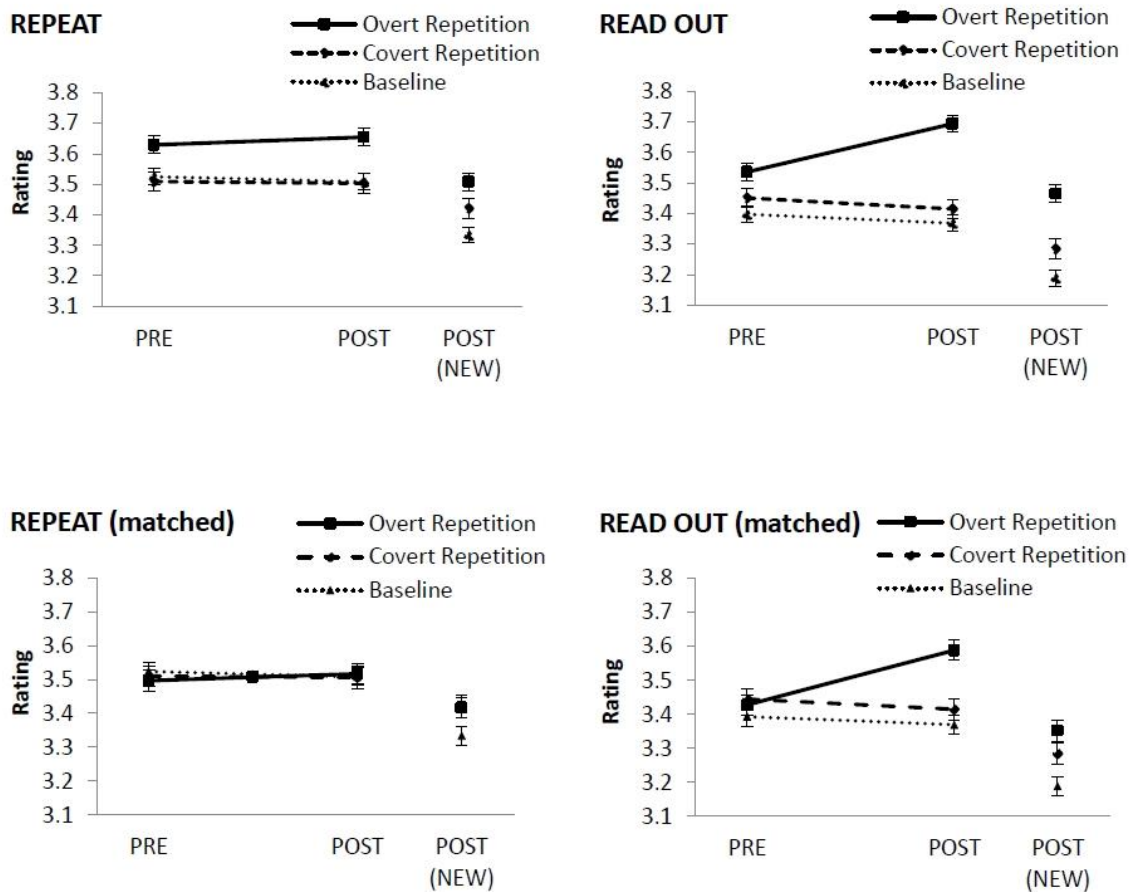 REPEAT
Overt Repetition
Covert Repetition
Baseline
3.8
3.7
3.6
3.5
3.4
3.3
3.2
3.1
Rating
PRE
POST
POST
(NEW)
READ OUT
Overt Repetition
Covert Repetition
Baseline
3.8
3.7
3.6
3.5
3.4
3.3
3.2
3.1
Rating
PRE
POST
POST
(NEW)
REPEAT (matched)
Overt Repetition
Covert Repetition
Baseline
3.8
3.7
3.6
3.5
3.4
3.3
3.2
3.1
Rating
PRE
POST
POST
(NEW)
READ OUT (matched)
Overt Repetition
Covert Repetition
Baseline
3.8
3.7
3.6
3.5
3.4
3.3
3.2
3.1
Rating
PRE
POST
POST
(NEW)